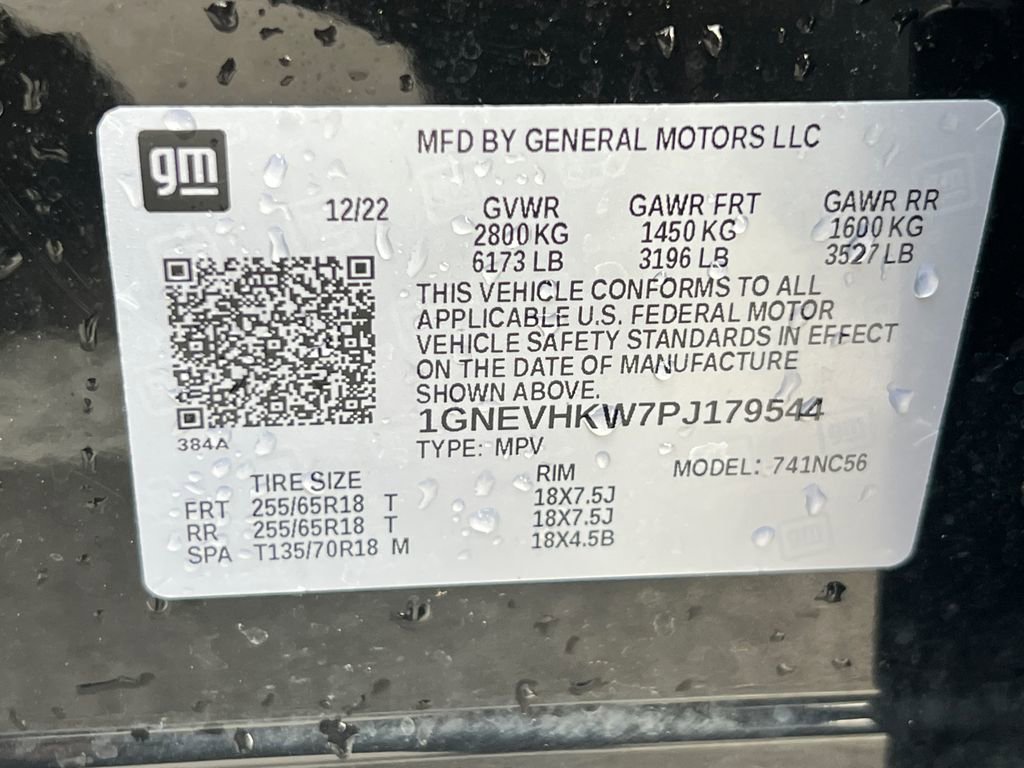 gm
MFD BY GENERAL MOTORS LLC
12/22
GVWR GAWR FRT GAWR RR
2800 KG 1450 KG 1600 KG
6173 LB 3196 LB 3527 LB
THIS VEHICLE CONFORMS TO ALL
APPLICABLE U.S. FEDERAL MOTOR
VEHICLE SAFETY STANDARDS IN EFFECT
ON THE DATE OF MANUFACTURE
SHOWN ABOVE.
1GNEVHKW7PJ179544
384A
TYPE: MPV
MODEL: 741NC56
TIRE SIZE RIM
FRT 255/65R18 T 18X7.5J
RR 255/65R18 T 18X7.5J
SPA T135/70R18 M 18X4.5B